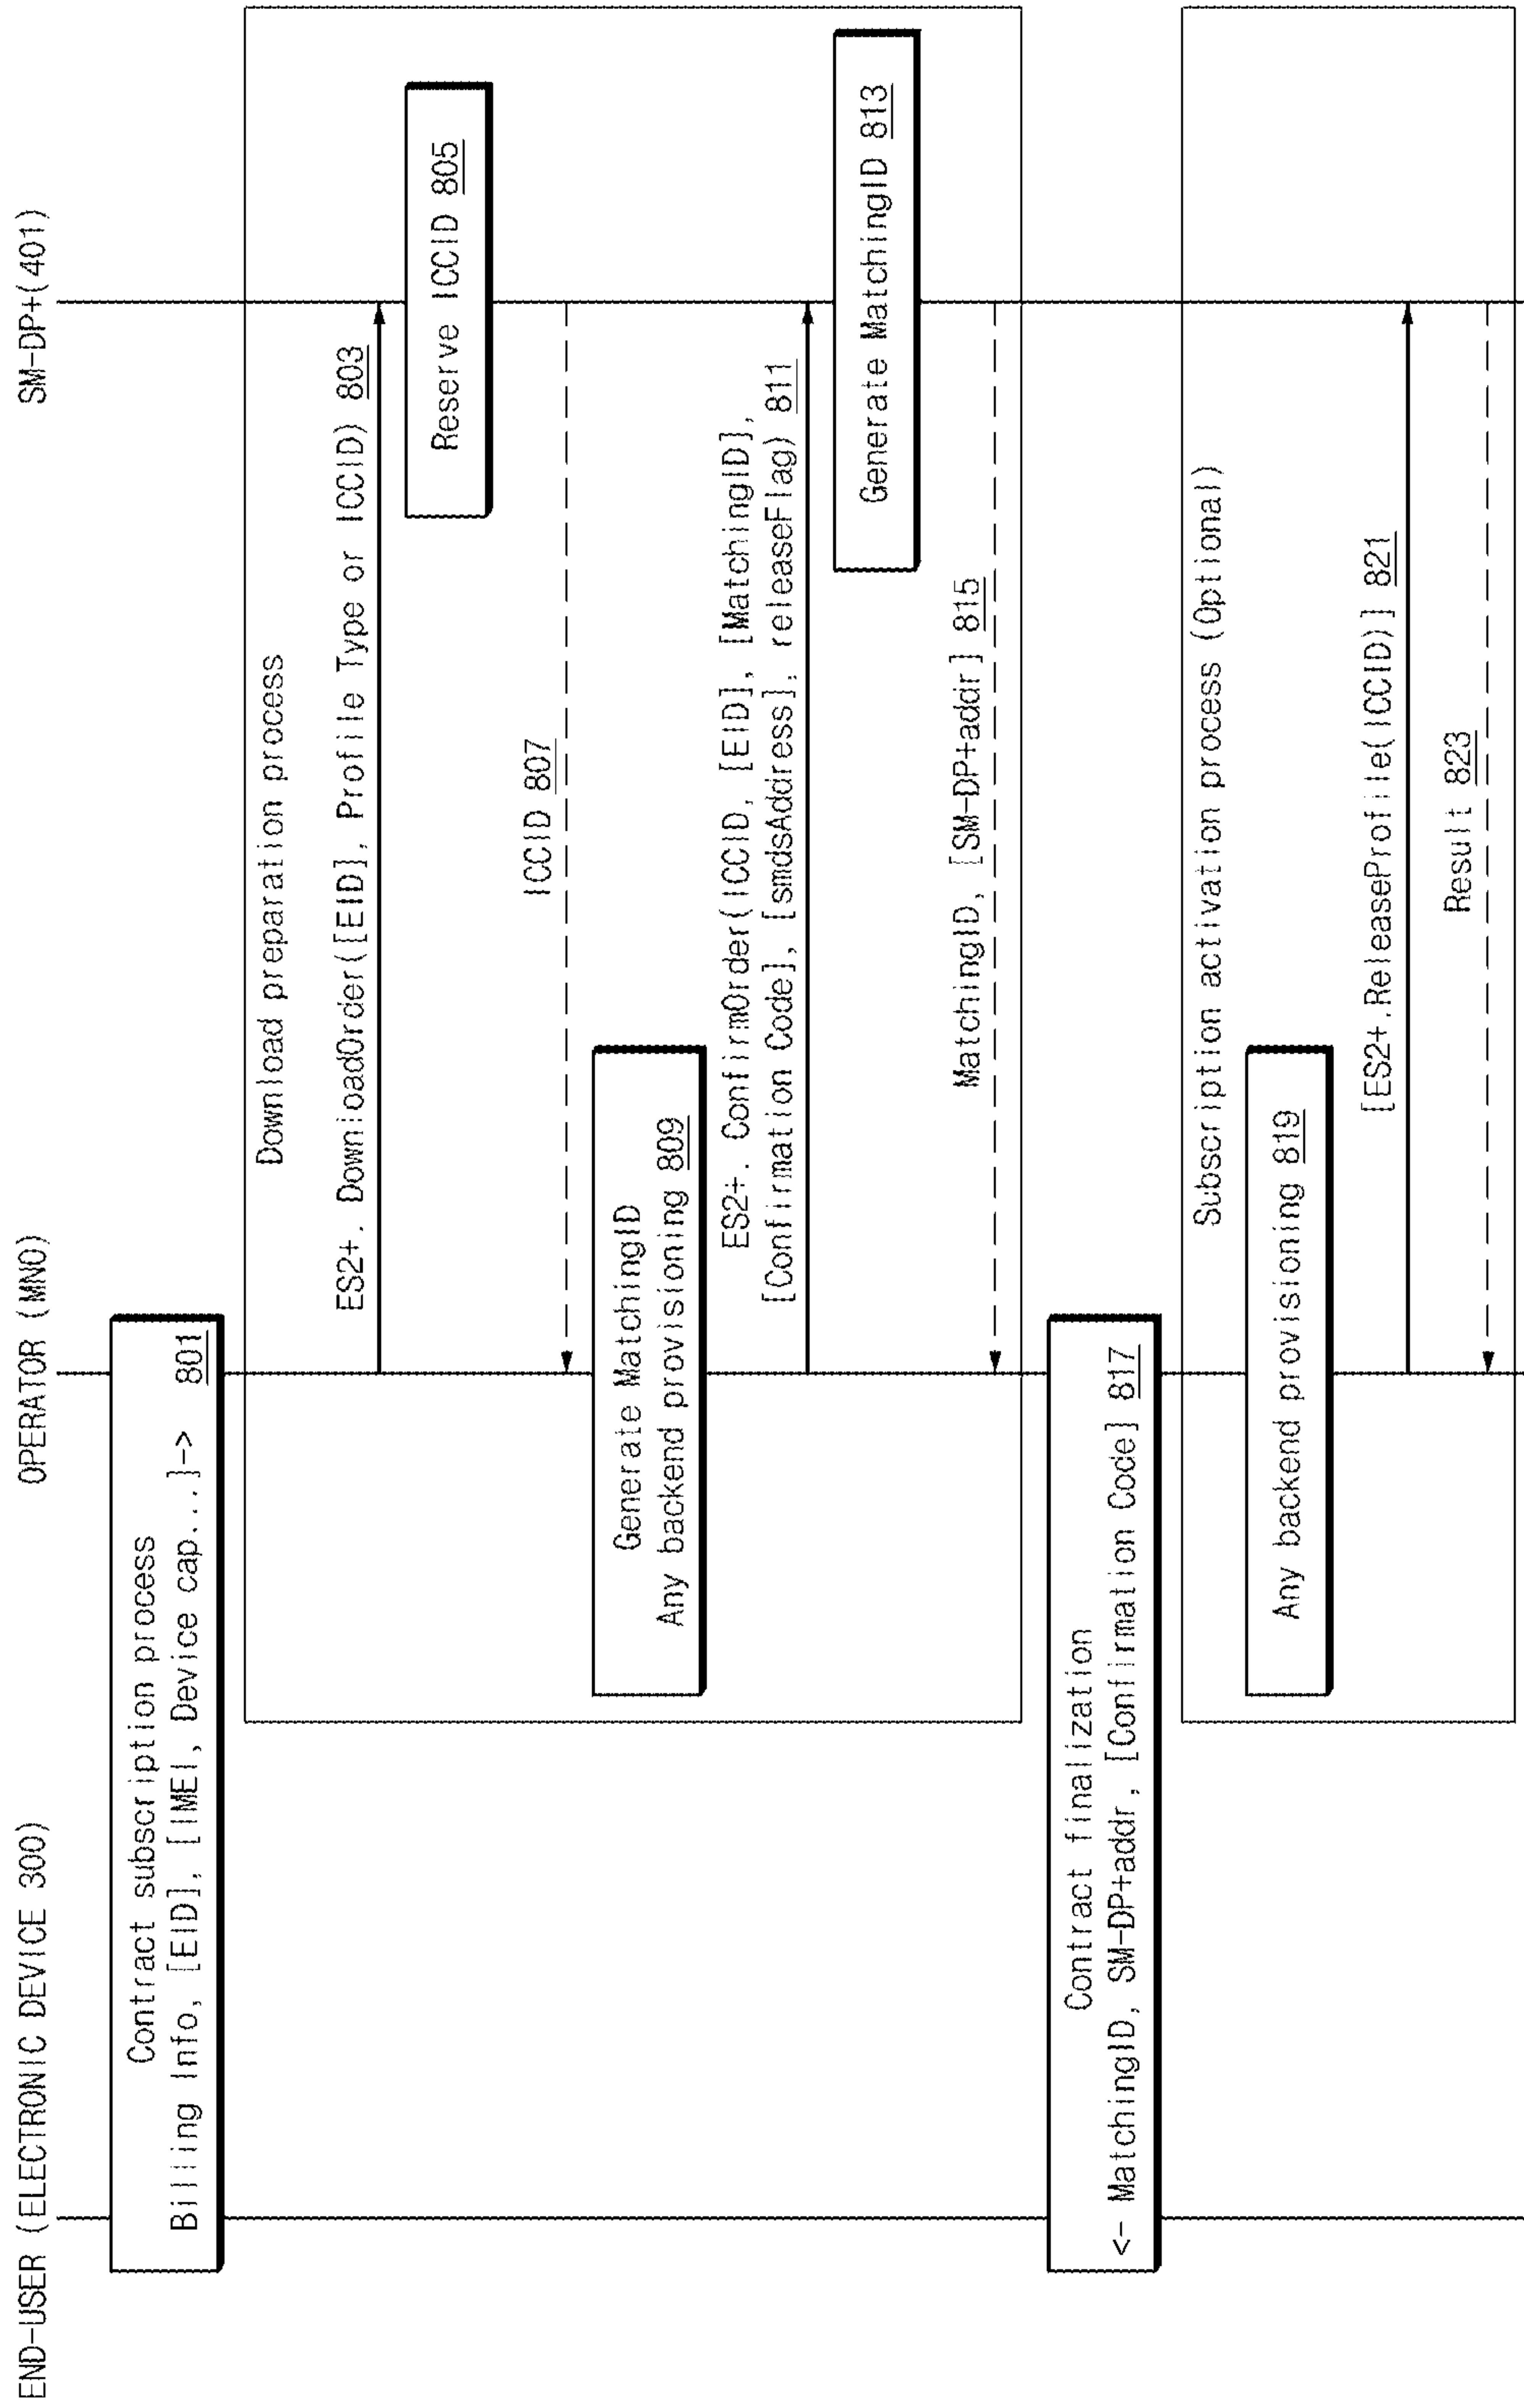 END-USER (ELECTRONIC DEVICE 300)
OPERATOR (MNO)
SM-DP+(401)
Contract subscription process
Billing Info, [EID], [IMEI, Device cap...]-> 801
Download preparation process
ES2+. DownloadOrder([EID], Profile Type or ICCID) 803
Reserve ICCID 805
ICCID 807
Generate MatchingID
Any backend provisioning 809
ES2+. ConfirmOrder(ICCID, [EID], [MatchingID],
[Confirmation Code], [smdsAddress], releaseFlag) 811
Generate MatchingID 813
MatchingID, [SM-DP+addr] 815
Contract finalization
<- MatchingID, SM-DP+addr, [Confirmation Code] 817
Subscription activation process (Optional)
Any backend provisioning 819
[ES2+.ReleaseProfile(ICCID)] 821
Result 823